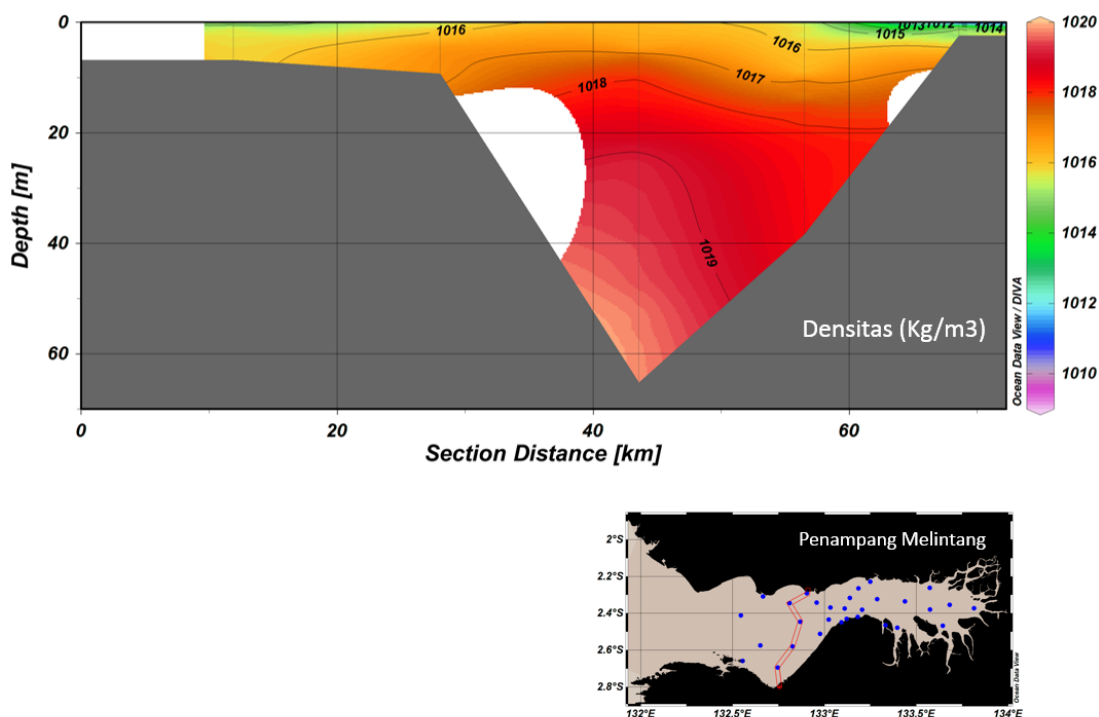 0
20
40
60
Depth [m]
1016
1013
1012
1014
1015
1016
1017
1018
1019
Densitas (Kg/m3)
0
20
40
60
Section Distance [km]
1020
1018
1016
1014
1012
1010
Ocean Data View / DIVA
Penampang Melintang
2°S
2.2°S
2.4°S
2.6°S
2.8°S
132°E
132.5°E
133°E
133.5°E
134°E
Ocean Data View